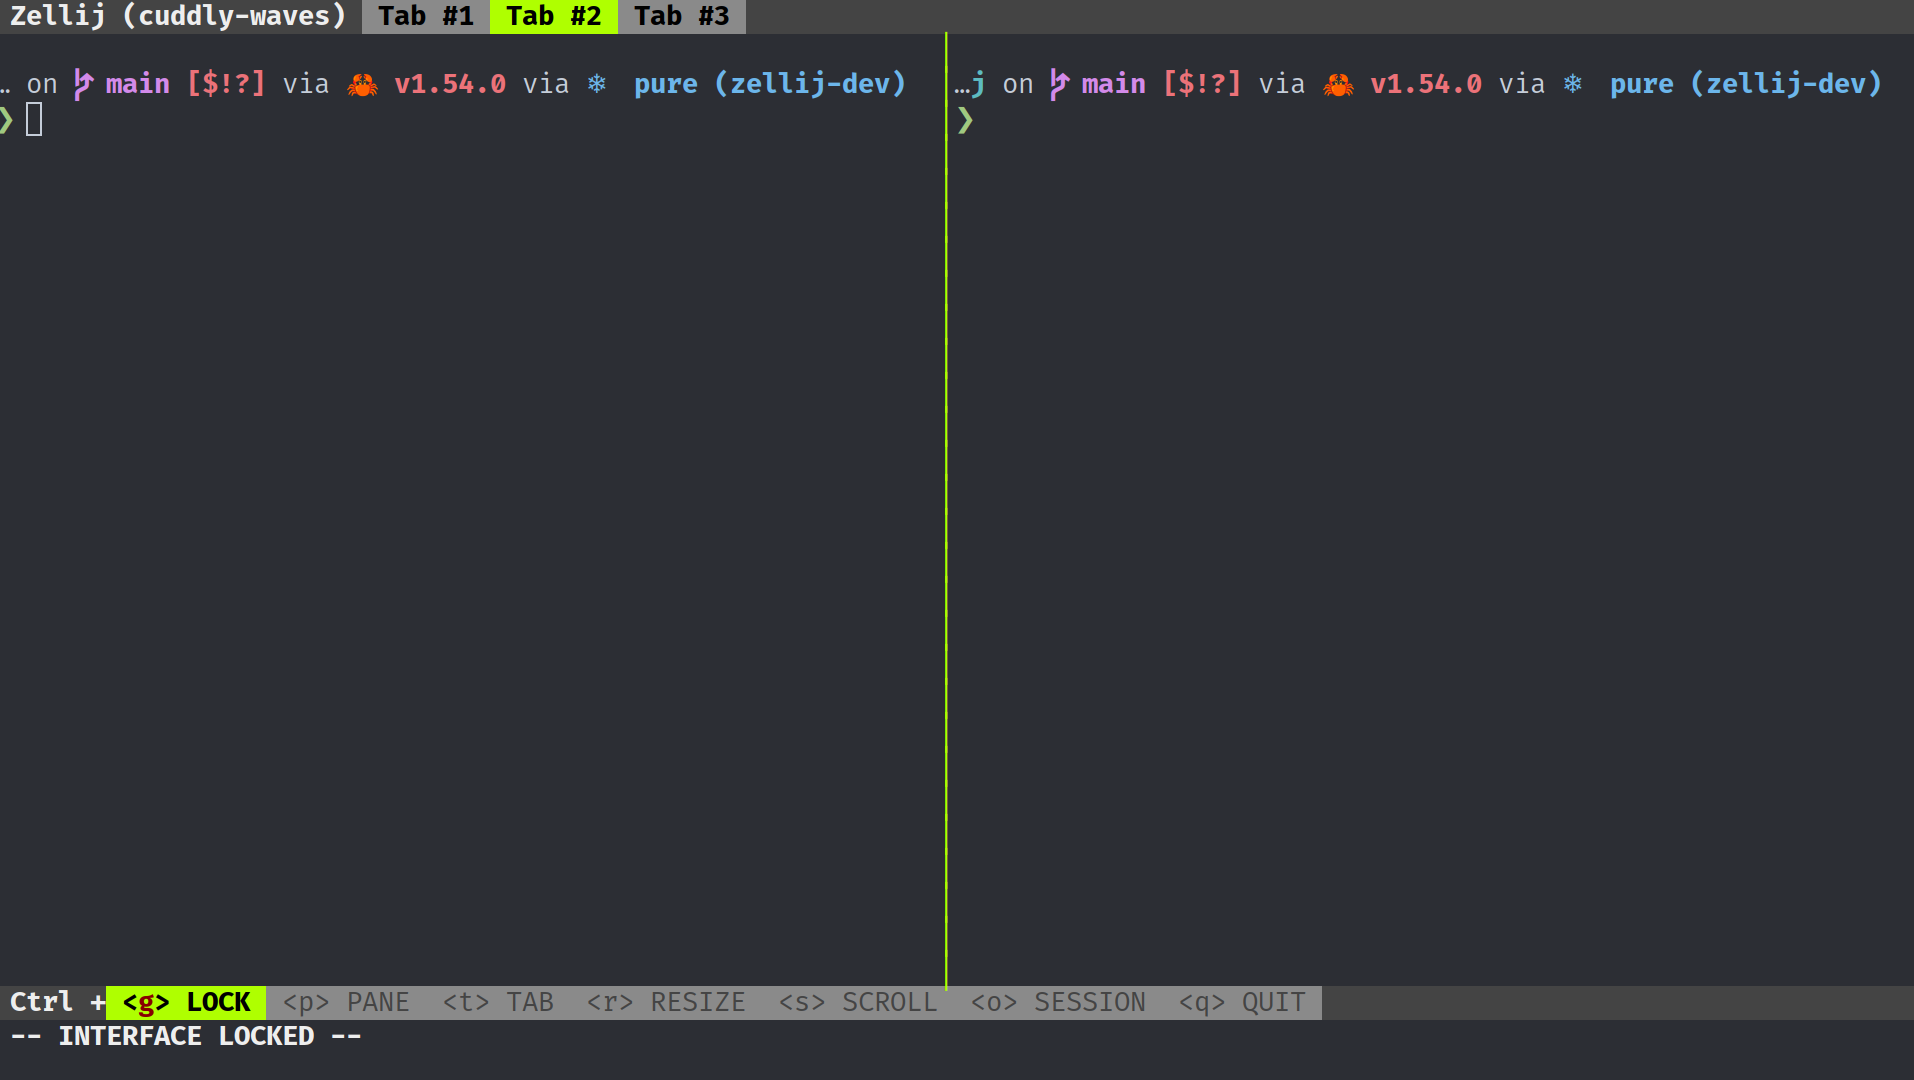 Zellij (cuddly-waves) Tab #1 Tab #2 Tab #3
… on main [$!?] via 🦀 v1.54.0 via ❄ pure (zellij-dev)
❯
…j on main [$!?] via 🦀 v1.54.0 via ❄ pure (zellij-dev)
❯
Ctrl + <g> LOCK <p> PANE <t> TAB <r> RESIZE <s> SCROLL <o> SESSION <q> QUIT
-- INTERFACE LOCKED --